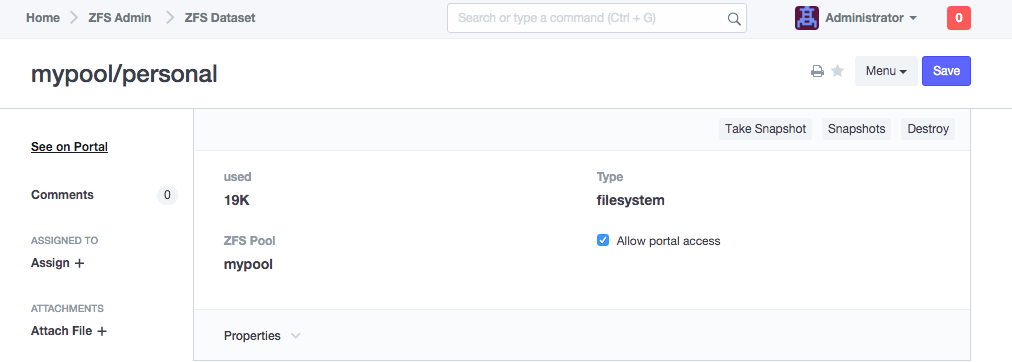 Home ZFS Admin ZFS Dataset Search or type a command (Ctrl + G) Administrator 0
mypool/personal Menu Save
Take Snapshot Snapshots Destroy
See on Portal
Comments 0
ASSIGNED TO
Assign +
ATTACHMENTS
Attach File +
used
19K
Type
filesystem
ZFS Pool
mypool
Allow portal access
Properties